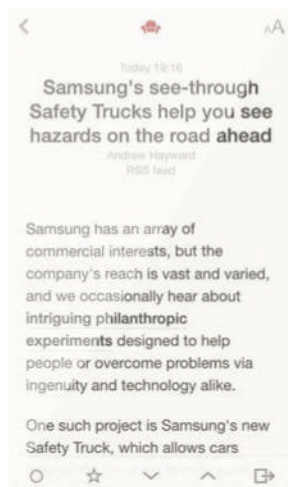 AA
Today 19:16
Samsung's see-through
Safety Trucks help you see
hazards on the road ahead
Andrew Hayward
RSS feed
Samsung has an array of
commercial interests, but the
company's reach is vast and varied,
and we occasionally hear about
intriguing philanthropic
experiments designed to help
people or overcome problems via
ingenuity and technology alike.
One such project is Samsung's new
Safety Truck, which allows cars